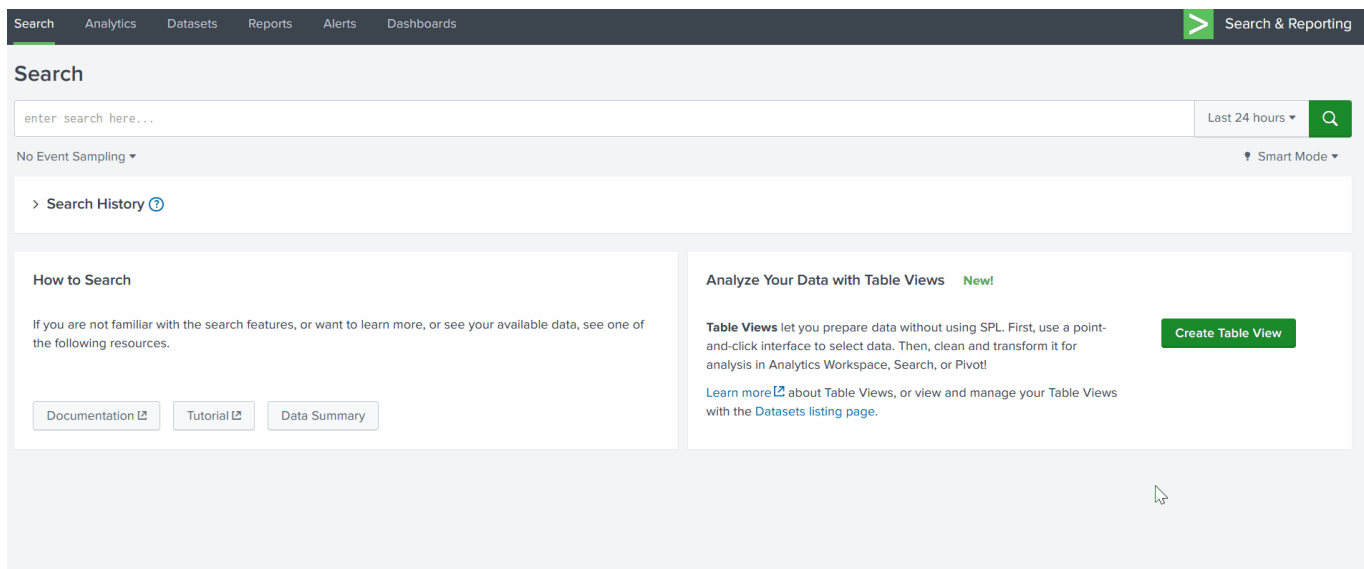 Search Analytics Datasets Reports Alerts Dashboards Search & Reporting
Search
enter search here... Last 24 hours
No Event Sampling Smart Mode
Search History ?
How to Search
If you are not familiar with the search features, or want to learn more, or see your available data, see one of
the following resources.
Documentation Tutorial Data Summary
Analyze Your Data with Table Views New!
Table Views let you prepare data without using SPL. First, use a point-
and-click interface to select data. Then, clean and transform it for
analysis in Analytics Workspace, Search, or Pivot!
Create Table View
Learn more about Table Views, or view and manage your Table Views
with the Datasets listing page.